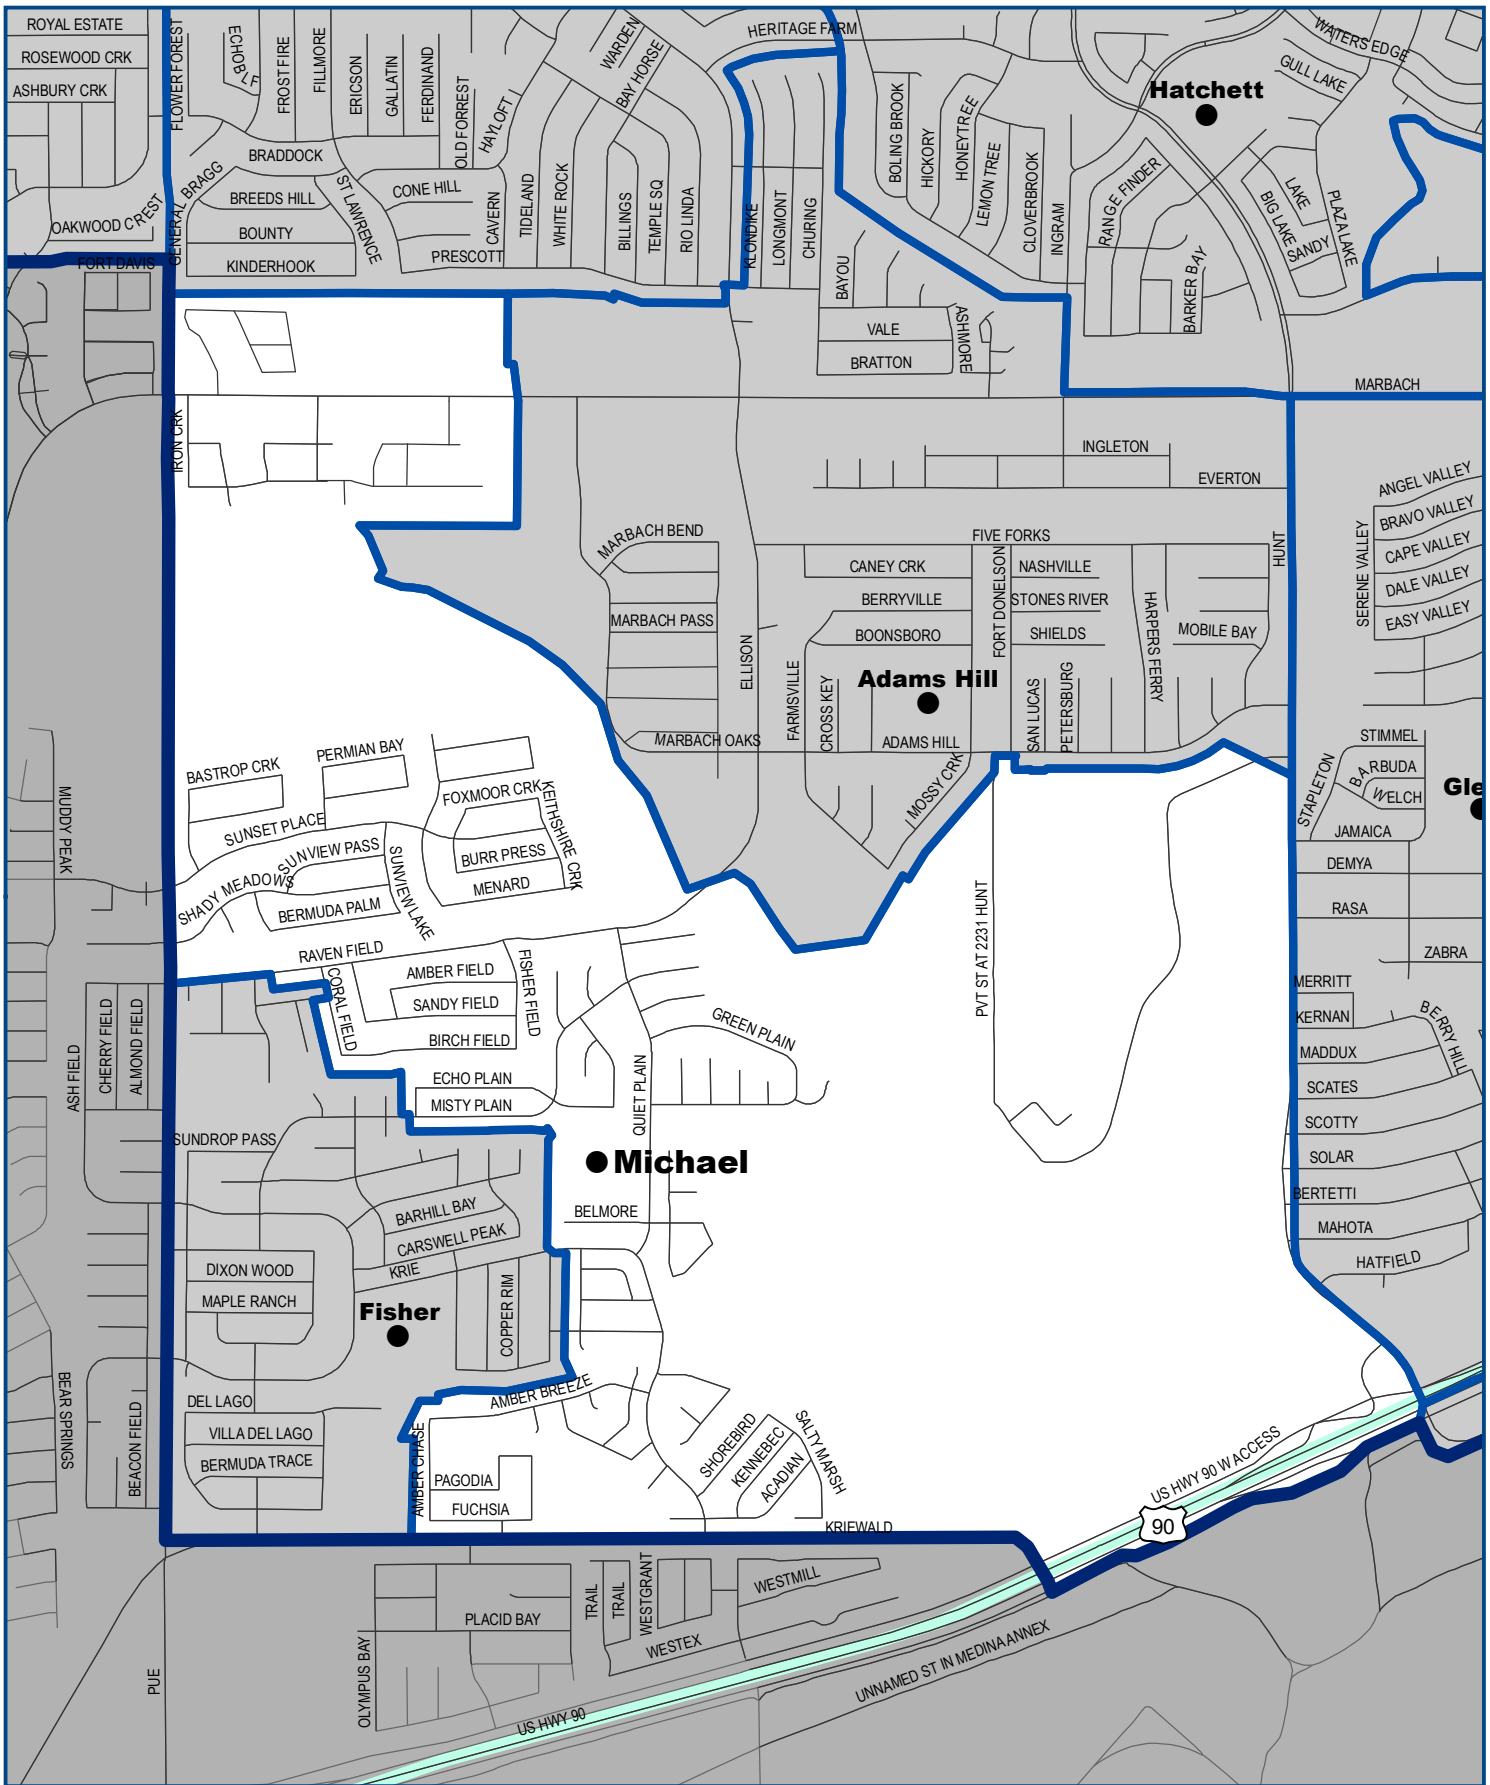 ROYAL ESTATE
ROSEWOOD CRK
ASHBURY CRK
OAKWOOD CREST
FORT DAVIS
FLOWER FOREST
GENERAL BRAGG
ECHO BLF
FROST FIRE
FILLMORE
ERICSON
GALLATIN
FERDINAND
OLD FORREST
HAYLOFT
WARDEN
BAY HORSE
HERITAGE FARM
WATERS EDGE
GULL LAKE
Hatchett
BRADDOCK
BREEDS HILL
BOUNTY
KINDERHOOK
ST LAWRENCE
CONE HILL
PRESCOTT
CAVERN
TIDELAND
WHITE ROCK
BILLINGS
TEMPLE SQ
RIO LINDA
KLONDIKE
LONGMONT
CHURING
BAYOU
BOLING BROOK
HICKORY
HONEYTREE
LEMON TREE
CLOVERBROOK
INGRAM
RANGE FINDER
BARKER BAY
BIG LAKE
LAKE
SANDY
PLAZA LAKE
VALE
BRATTON
ASHMORE
MARBACH
IRON CRK
INGLETON
EVERTON
HUNT
ANGEL VALLEY
BRAVO VALLEY
CAPE VALLEY
DALE VALLEY
EASY VALLEY
SERENE VALLEY
MARBACH BEND
MARBACH PASS
MARBACH OAKS
ELLISON
FIVE FORKS
CANEY CRK
BERRYVILLE
BOONSBORO
FORT DONELSON
NASHVILLE
STONES RIVER
SHIELDS
HARPERS FERRY
MOBILE BAY
FARMSVILLE
CROSS KEY
Adams Hill
ADAMS HILL
MOSSY CRK
SAN LUCAS
PETERSBURG
STIMMEL
BARBUDA
WELCH
STAPLETON
JAMAICA
Gle
DEMYA
RASA
ZABRA
MUDDY PEAK
BASTROP CRK
PERMIAN BAY
SUNSET PLACE
FOXMOOR CRK
KEITHSHIRE CRK
SUNVIEW PASS
SUNVIEW LAKE
BURR PRESS
MENARD
SHADY MEADOWS
BERMUDA PALM
RAVEN FIELD
CORAL FIELD
AMBER FIELD
SANDY FIELD
BIRCH FIELD
FISHER FIELD
PVT ST AT 2231 HUNT
GREEN PLAIN
QUIET PLAIN
ECHO PLAIN
MISTY PLAIN
MERRITT
KERNAN
MADDUX
SCATES
SCOTTY
SOLAR
BERTETTI
MAHOTA
HATFIELD
BERRY HILL
ASH FIELD
CHERRY FIELD
ALMOND FIELD
SUNDROP PASS
Michael
BELMORE
BARHILL BAY
CARSWELL PEAK
KRIE
DIXON WOOD
MAPLE RANCH
Fisher
COPPER RIM
BEAR SPRINGS
BEACON FIELD
DEL LAGO
VILLA DEL LAGO
BERMUDA TRACE
AMBER BREEZE
AMBER CHASE
PAGODIA
FUCHSIA
SHOREBIRD
KENNEBEC
ACADIAN
SALTY MARSH
KRIEWALD
US HWY 90 W ACCESS
90
PUE
OLYMPUS BAY
PLACID BAY
TRAIL
TRAIL
WESTGRANT
WESTMILL
WESTEX
US HWY 90
UNNAMED ST IN MEDINA ANNEX